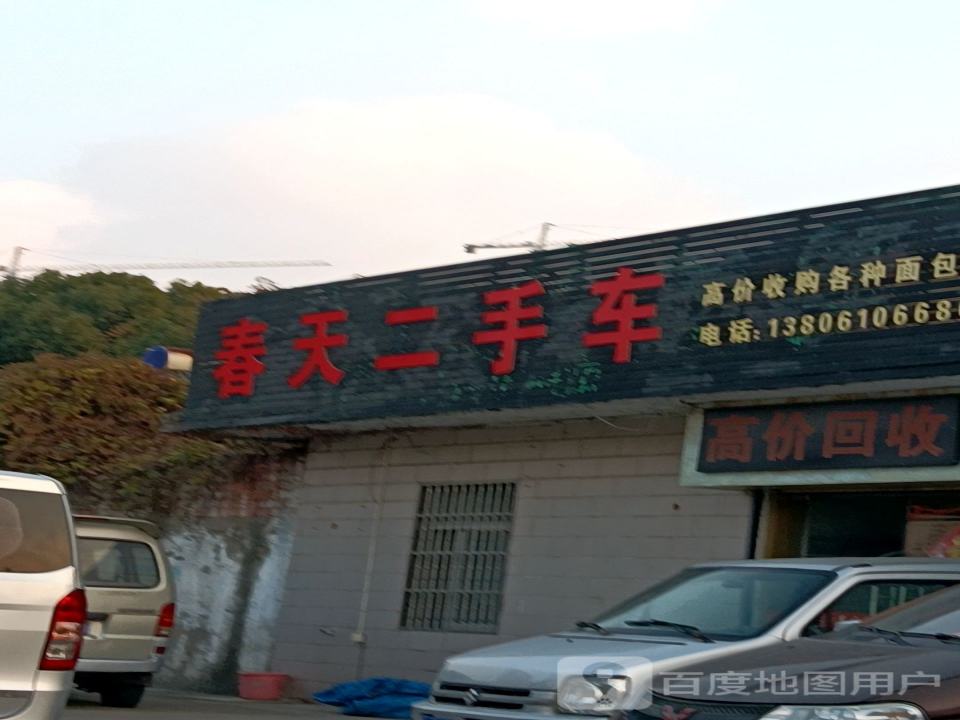 春天二手车
高价收购各种面包
电话:1380610668
高价回收
百度地图用户